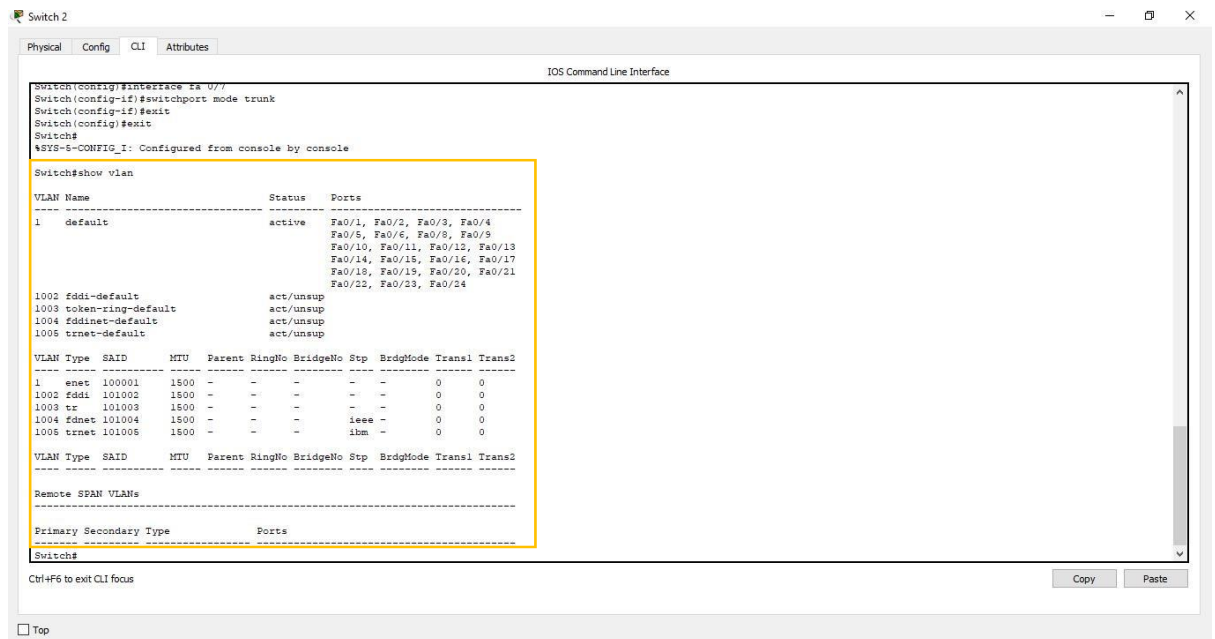 Switch 2
Physical Config CLI Attributes
IOS Command Line Interface
Switch(config)#interface fa 0/7
Switch(config-if)#switchport mode trunk
Switch(config-if)#exit
Switch(config)#exit
Switch#
%SYS-5-CONFIG_I: Configured from console by console
Switch#show vlan
VLAN Name                             Status    Ports
---- -------------------------------- --------- -------------------------------
1    default                          active    Fa0/1, Fa0/2, Fa0/3, Fa0/4
                                                Fa0/5, Fa0/6, Fa0/8, Fa0/9
                                                Fa0/10, Fa0/11, Fa0/12, Fa0/13
                                                Fa0/14, Fa0/15, Fa0/16, Fa0/17
                                                Fa0/18, Fa0/19, Fa0/20, Fa0/21
                                                Fa0/22, Fa0/23, Fa0/24
1002 fddi-default                     act/unsup
1003 token-ring-default               act/unsup
1004 fddinet-default                  act/unsup
1005 trnet-default                    act/unsup
VLAN Type  SAID       MTU   Parent RingNo BridgeNo Stp  BrdgMode Trans1 Trans2
---- ----- ---------- ----- ------ ------ -------- ---- -------- ------ ------
1    enet  100001     1500  -      -      -        -    -        0      0
1002 fddi  101002     1500  -      -      -        -    -        0      0
1003 tr    101003     1500  -      -      -        -    -        0      0
1004 fdnet 101004     1500  -      -      -        ieee -        0      0
1005 trnet 101005     1500  -      -      -        ibm  -        0      0
VLAN Type  SAID       MTU   Parent RingNo BridgeNo Stp  BrdgMode Trans1 Trans2
---- ----- ---------- ----- ------ ------ -------- ---- -------- ------ ------
Remote SPAN VLANs
------------------------------------------------------------------------------
Primary Secondary Type              Ports
------- --------- ----------------- ------------------------------------------
Switch#
Ctrl+F6 to exit CLI focus
Copy Paste
Top